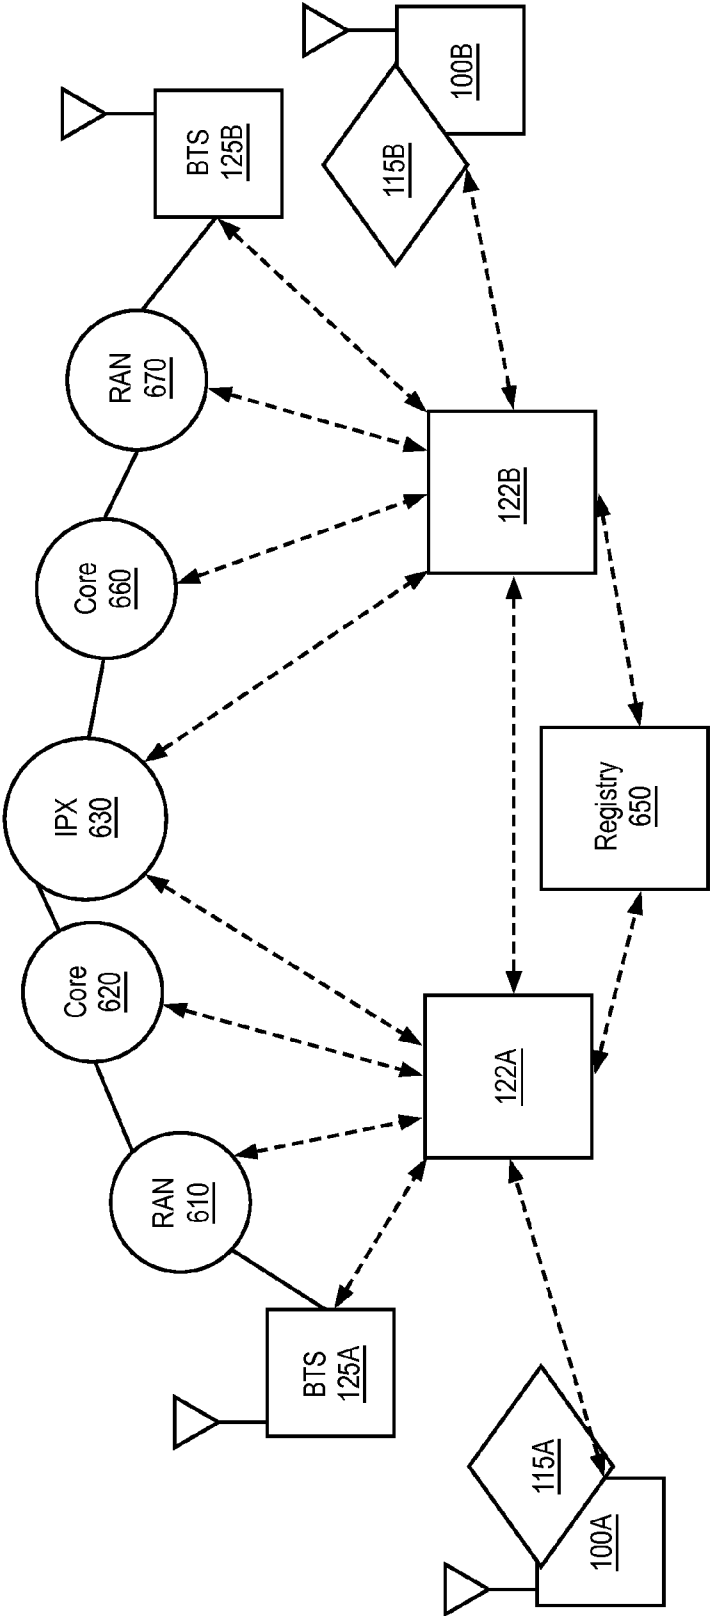 BTS
125A
RAN
610
Core
620
IPX
630
Core
660
RAN
670
BTS
125B
100A
115A
122A
Registry
650
122B
115B
100B